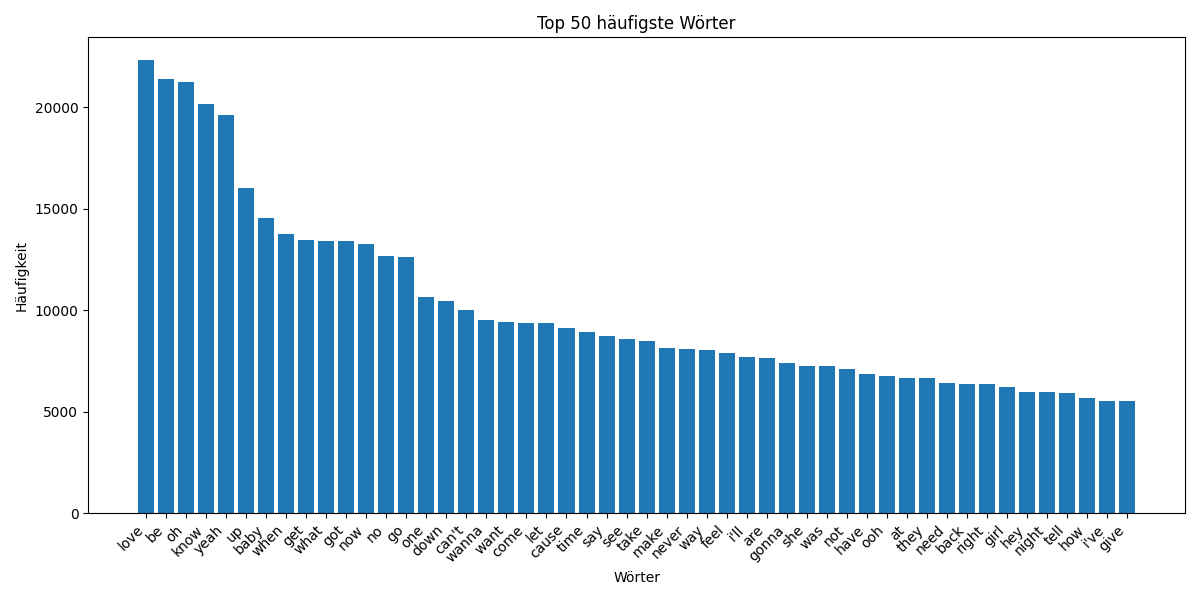 Top 50 häufigste Wörter
Häufigkeit
20000
15000
10000
5000
0
love be oh know yeah up baby when get what got now no go one down can't wanna want come let cause time say see take make never way feel i'll are gonna she was not have ooh at they need back right girl hey night tell how i've give
Wörter